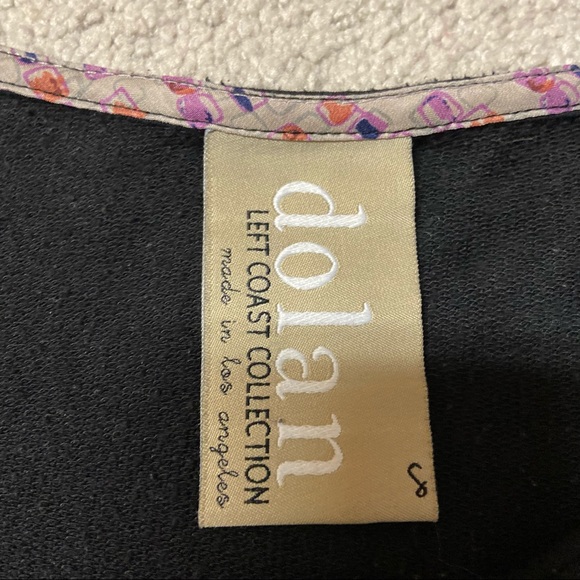 dolan
LEFT COAST COLLECTION
made in los angeles
s